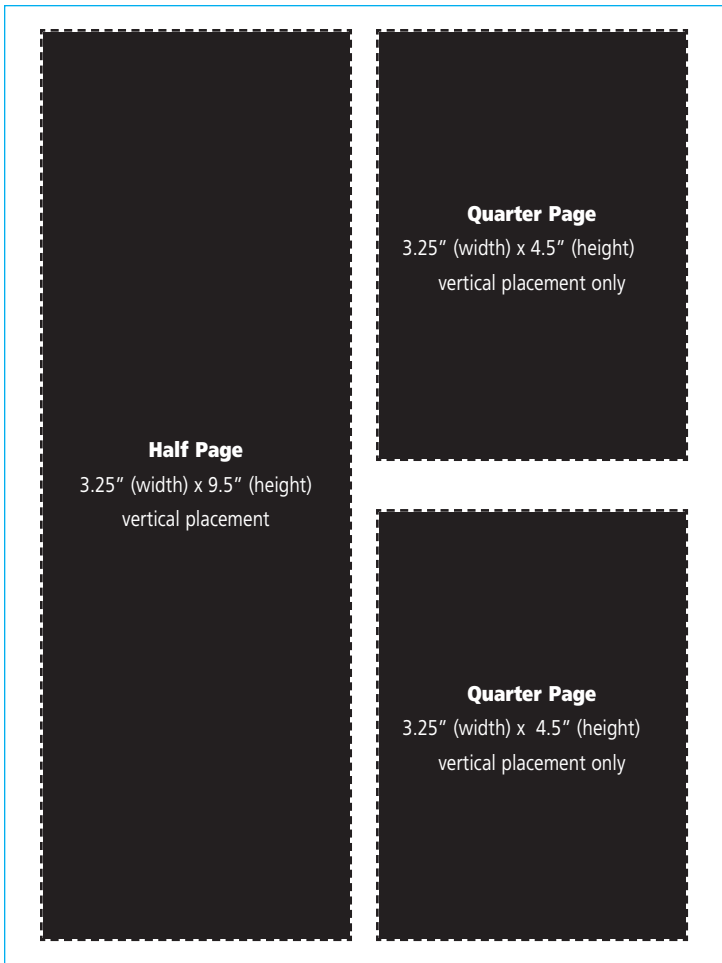 Half Page
3.25” (width) x 9.5” (height)
vertical placement
Quarter Page
3.25” (width) x 4.5” (height)
vertical placement only
Quarter Page
3.25” (width) x  4.5” (height)
vertical placement only